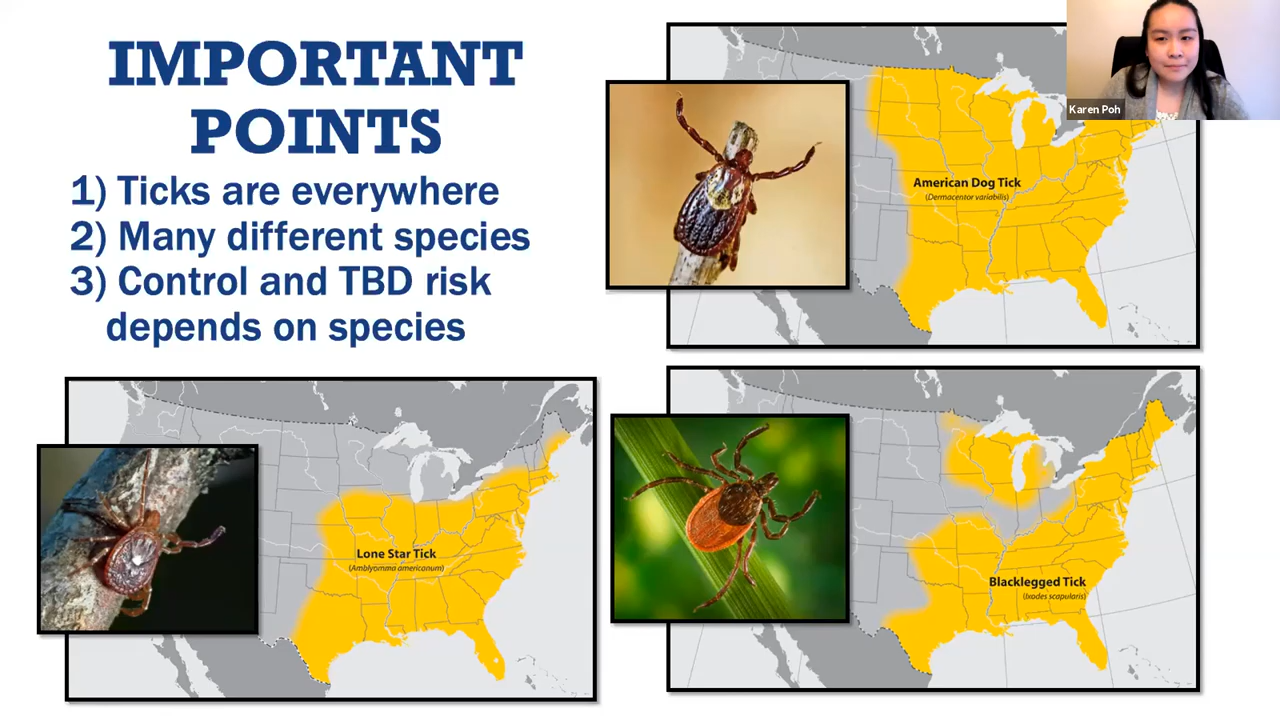 IMPORTANT
POINTS
1) Ticks are everywhere
2) Many different species
3) Control and TBD risk
depends on species
Karen Poh
American Dog Tick
(Dermacentor variabilis)
Lone Star Tick
(Amblyomma americanum)
Blacklegged Tick
(Ixodes scapularis)